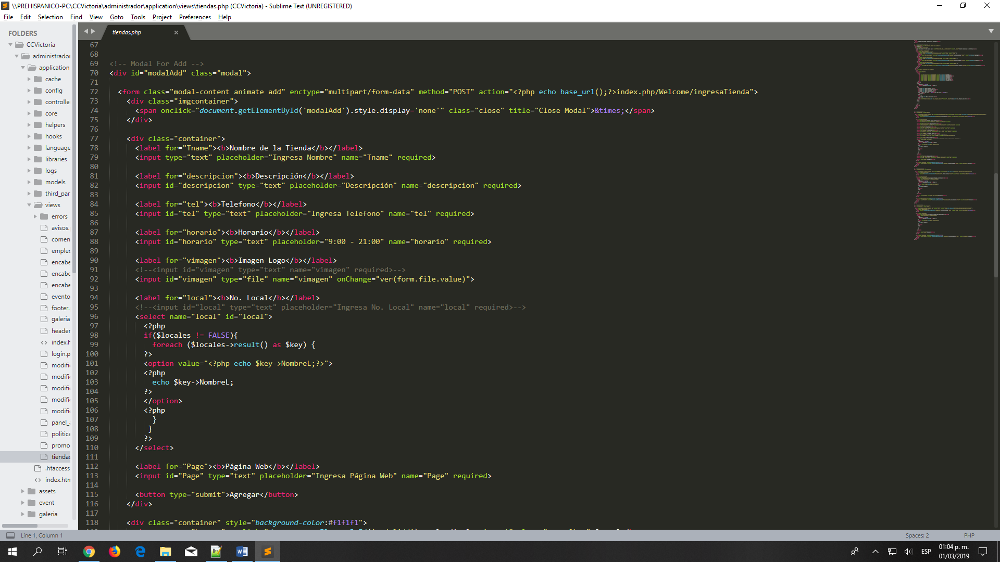 \\PREHISPANICO-PC\CCVictoria\administrador\application\views\tiendas.php (CCVictoria) - Sublime Text (UNREGISTERED)
File Edit Selection Find View Goto Tools Project Preferences Help
FOLDERS
CCVictoria
administrador
application
cache
config
controller
core
helpers
hooks
language
libraries
logs
models
third_par
views
errors
avisos.
comen
emplec
encabe
encabe
encabe
evento
footer.
galeria
header
index.h
login.p
modific
modific
modific
modific
modific
panel_
politica
promo
tiendas
.htaccess
index.htm
assets
event
galeria
tiendas.php
67
68
69 <!-- Modal For Add -->
70 <div id="modalAdd" class="modal">
71
72 <form class="modal-content animate add" enctype="multipart/form-data" method="POST" action="<?php echo base_url();?>index.php/Welcome/ingresaTienda">
73 <div class="imgcontainer">
74 <span onclick="document.getElementById('modalAdd').style.display='none'" class="close" title="Close Modal">&times;</span>
75 </div>
76
77 <div class="container">
78 <label for="Tname"><b>Nombre de la Tienda</b></label>
79 <input type="text" placeholder="Ingresa Nombre" name="Tname" required>
80
81 <label for="descripcion"><b>Descripción</b></label>
82 <input id="descripcion" type="text" placeholder="Descripción" name="descripcion" required>
83
84 <label for="tel"><b>Telefono</b></label>
85 <input id="tel" type="text" placeholder="Ingresa Telefono" name="tel" required>
86
87 <label for="horario"><b>Horario</b></label>
88 <input id="horario" type="text" placeholder="9:00 - 21:00" name="horario" required>
89
90 <label for="vimagen"><b>Imagen Logo</b></label>
91 <!--<input id="vimagen" type="text" name="vimagen" required>-->
92 <input id="vimagen" type="file" name="vimagen" onChange="ver(form.file.value)">
93
94 <label for="local"><b>No. Local</b></label>
95 <!--<input id="local" type="text" placeholder="Ingresa No. Local" name="local" required>-->
96 <select name="local" id="local">
97 <?php
98 if($locales != FALSE){
99 foreach ($locales->result() as $key) {
100 ?>
101 <option value="<?php echo $key->NombreL;?>">
102 <?php
103 echo $key->NombreL;
104 ?>
105 </option>
106 <?php
107 }
108 }
109 ?>
110 </select>
111
112 <label for="Page"><b>Página Web</b></label>
113 <input id="Page" type="text" placeholder="Ingresa Página Web" name="Page" required>
114
115 <button type="submit">Agregar</button>
116 </div>
117
118 <div class="container" style="background-color:#f1f1f1">
Line 1, Column 1
Spaces: 2
PHP
ESP
01:04 p. m.
01/03/2019